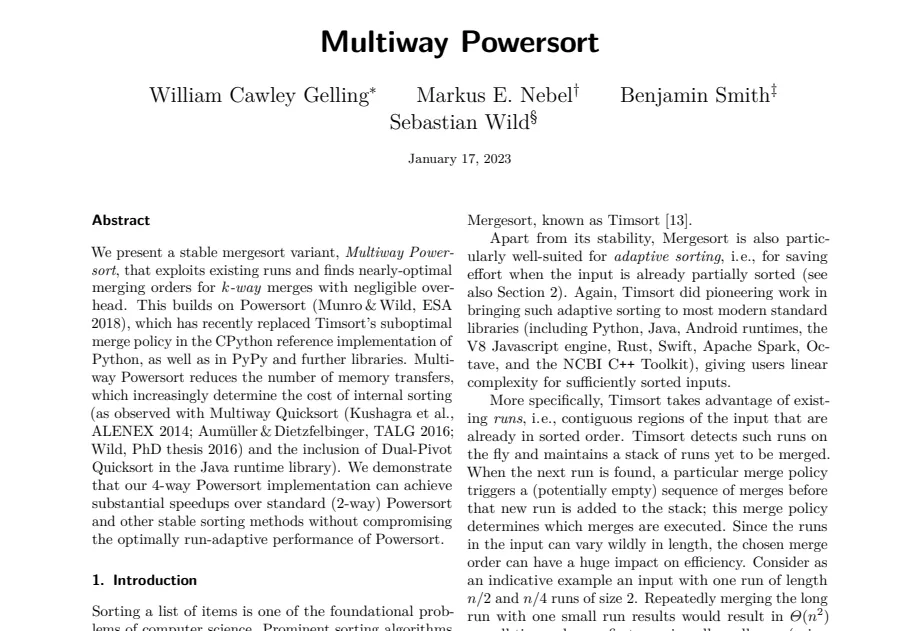 Multiway Powersort
William Cawley Gelling* Markus E. Nebel† Benjamin Smith‡
Sebastian Wild§
January 17, 2023
Abstract
We present a stable mergesort variant, Multiway Power-
sort, that exploits existing runs and finds nearly-optimal
merging orders for k-way merges with negligible over-
head. This builds on Powersort (Munro & Wild, ESA
2018), which has recently replaced Timsort's suboptimal
merge policy in the CPython reference implementation of
Python, as well as in PyPy and further libraries. Multi-
way Powersort reduces the number of memory transfers,
which increasingly determine the cost of internal sorting
(as observed with Multiway Quicksort (Kushagra et al.,
ALENEX 2014; Aumüller & Dietzfelbinger, TALG 2016;
Wild, PhD thesis 2016) and the inclusion of Dual-Pivot
Quicksort in the Java runtime library). We demonstrate
that our 4-way Powersort implementation can achieve
substantial speedups over standard (2-way) Powersort
and other stable sorting methods without compromising
the optimally run-adaptive performance of Powersort.
1. Introduction
Sorting a list of items is one of the foundational prob-
lems of computer science. Prominent sorting algorithms
Mergesort, known as Timsort [13].
Apart from its stability, Mergesort is also partic-
ularly well-suited for adaptive sorting, i.e., for saving
effort when the input is already partially sorted (see
also Section 2). Again, Timsort did pioneering work in
bringing such adaptive sorting to most modern standard
libraries (including Python, Java, Android runtimes, the
V8 Javascript engine, Rust, Swift, Apache Spark, Oc-
tave, and the NCBI C++ Toolkit), giving users linear
complexity for sufficiently sorted inputs.
More specifically, Timsort takes advantage of exist-
ing runs, i.e., contiguous regions of the input that are
already in sorted order. Timsort detects such runs on
the fly and maintains a stack of runs yet to be merged.
When the next run is found, a particular merge policy
triggers a (potentially empty) sequence of merges before
that new run is added to the stack; this merge policy
determines which merges are executed. Since the runs
in the input can vary wildly in length, the chosen merge
order can have a huge impact on efficiency. Consider as
an indicative example an input with one run of length
n/2 and n/4 runs of size 2. Repeatedly merging the long
run with one small run results would result in Θ(n²)